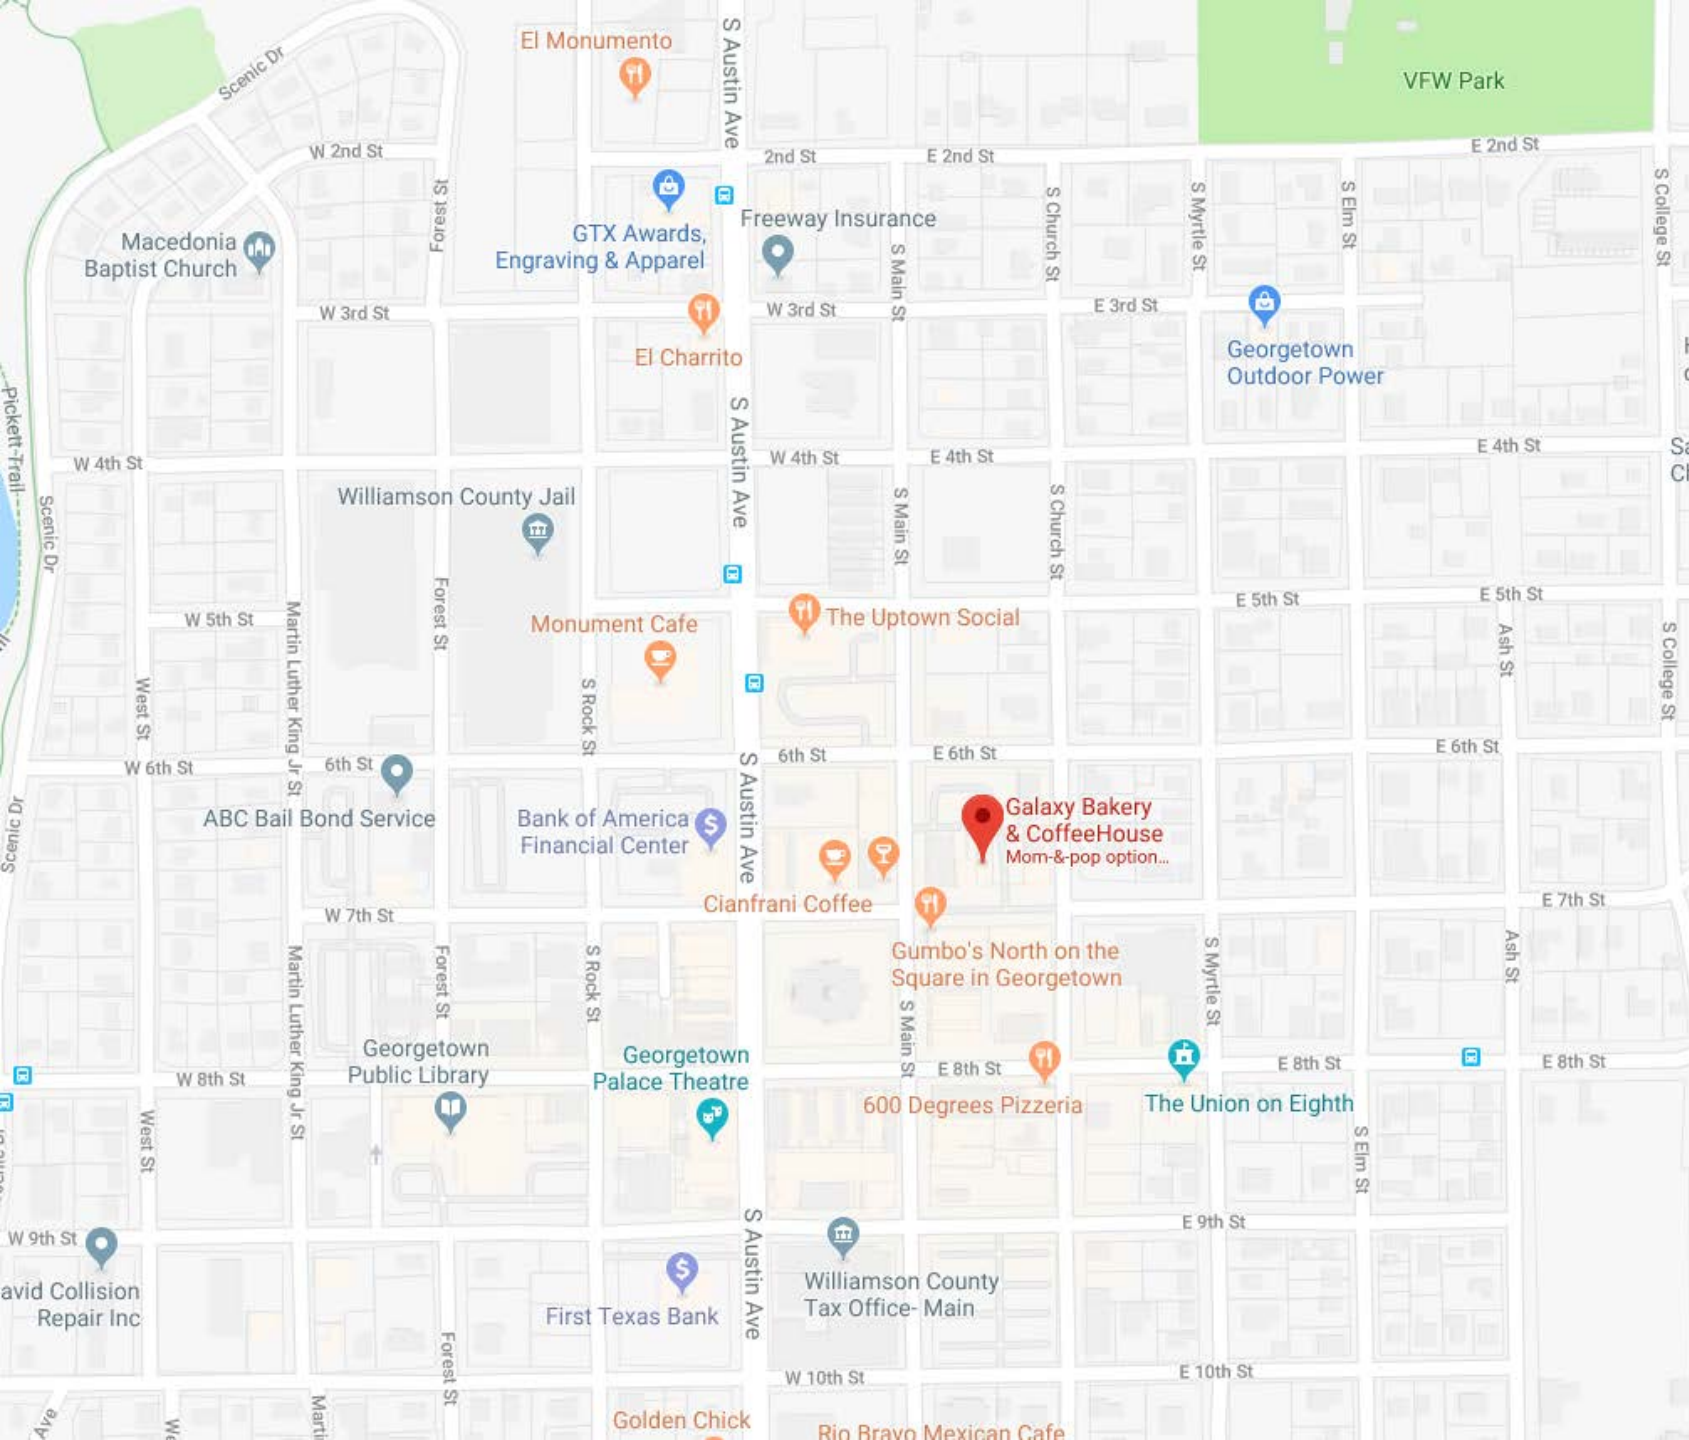 El Monumento
S Austin Ave
VFW Park
Scenic Dr
W 2nd St
2nd St
E 2nd St
E 2nd St
Forest St
GTX Awards,
Engraving & Apparel
Freeway Insurance
S Main St
S Church St
S Myrtle St
S Elm St
S College St
Macedonia
Baptist Church
W 3rd St
W 3rd St
E 3rd St
El Charrito
Georgetown
Outdoor Power
Pickett-Trail
S Austin Ave
W 4th St
W 4th St
E 4th St
E 4th St
Williamson County Jail
Scenic Dr
S Main St
S Church St
W 5th St
E 5th St
E 5th St
Forest St
Monument Cafe
The Uptown Social
Martin Luther King Jr St
West St
S Rock St
Ash St
S College St
W 6th St
6th St
6th St
E 6th St
E 6th St
S Austin Ave
Scenic Dr
ABC Bail Bond Service
Bank of America
Financial Center
Galaxy Bakery
& CoffeeHouse
Mom-&-pop option...
Cianfrani Coffee
W 7th St
E 7th St
Gumbo's North on the
Square in Georgetown
Martin Luther King Jr St
Forest St
S Rock St
S Main St
S Myrtle St
Ash St
Georgetown
Public Library
Georgetown
Palace Theatre
W 8th St
E 8th St
E 8th St
E 8th St
600 Degrees Pizzeria
The Union on Eighth
West St
S Elm St
W 9th St
E 9th St
S Austin Ave
avid Collision
Repair Inc
First Texas Bank
Williamson County
Tax Office- Main
Forest St
W 10th St
E 10th St
Ave
Marti
Golden Chick
Rio Bravo Mexican Cafe